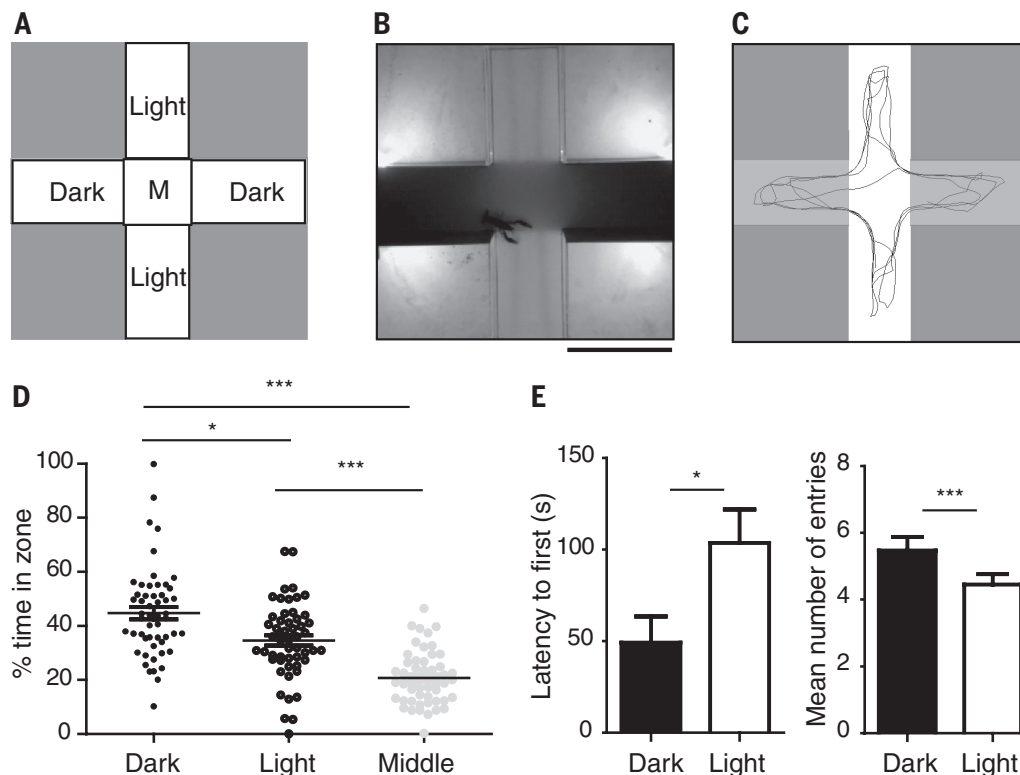 A
B
C
Light
Dark
M
Dark
Light
D
***
*
***
100
80
60
40
20
0
% time in zone
Dark
Light
Middle
E
150
100
50
0
Latency to first (s)
*
Dark
Light
8
6
4
2
0
Mean number of entries
***
Dark
Light